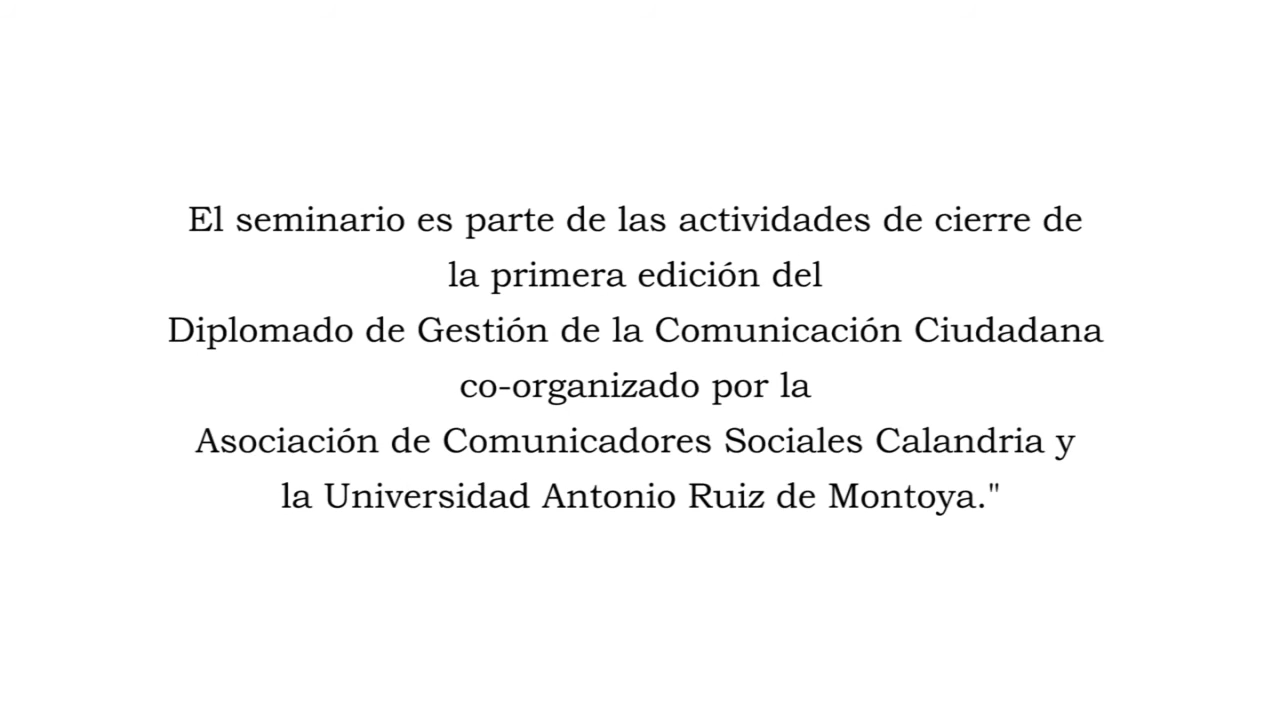 El seminario es parte de las actividades de cierre de
la primera edición del
Diplomado de Gestión de la Comunicación Ciudadana
co-organizado por la
Asociación de Comunicadores Sociales Calandria y
la Universidad Antonio Ruiz de Montoya."